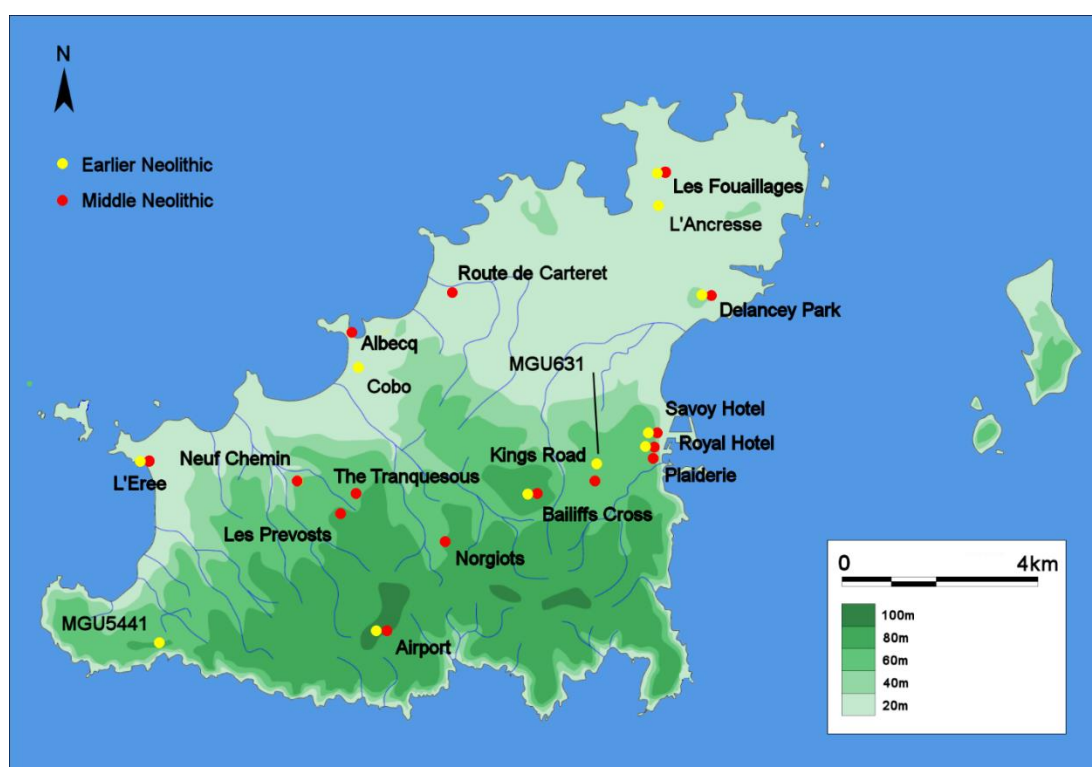 N
Earlier Neolithic
Middle Neolithic
Les Fouaillages
L'Ancresse
Route de Carteret
Delancey Park
Albecq
MGU631
Cobo
Savoy Hotel
Royal Hotel
Kings Road
Neuf Chemin
The Tranquesous
Plaiderie
L'Eree
Bailiffs Cross
Les Prevosts
Norgiots
MGU5441
Airport
0 4km
100m
80m
60m
40m
20m